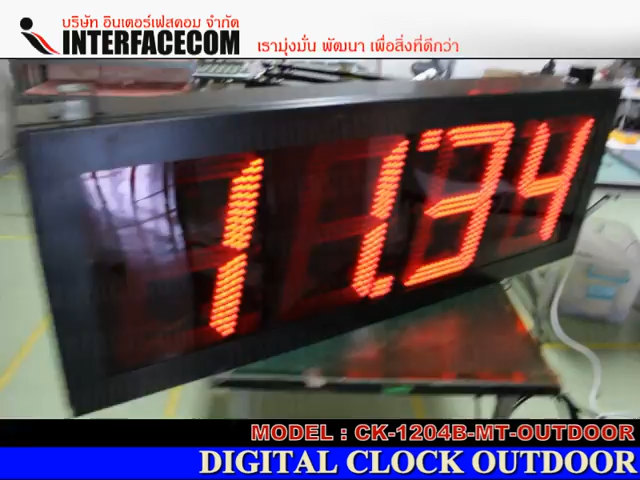 บริษัท อินเตอร์เฟสคอม จำกัด
INTERFACECOM
เรามุ่งมั่น พัฒนา เพื่อสิ่งที่ดีกว่า
11:34
MODEL : CK-1204B-MT-OUTDOOR
DIGITAL CLOCK OUTDOOR